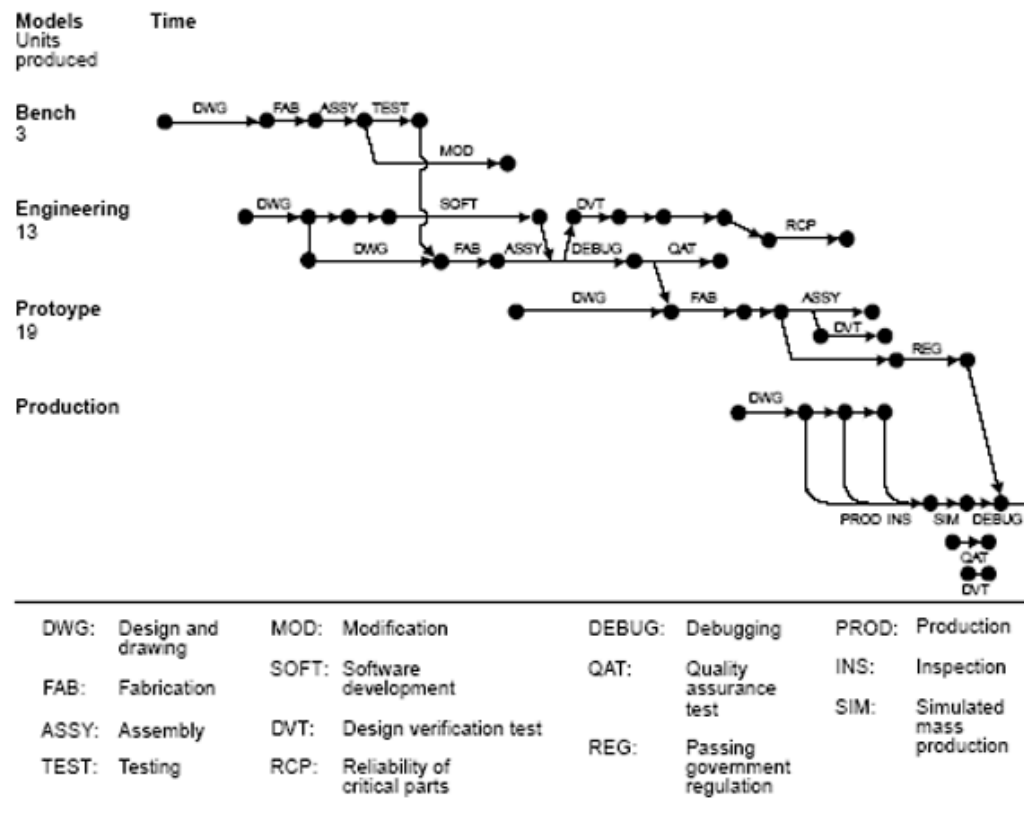 Models Time
Units
produced
Bench
3
DWG FAB ASSY TEST
MOD
Engineering
13
DWG SOFT DVT
RCP
DWG FAB ASSY DEBUG QAT
Protoype
19
DWG FAB ASSY
DVT
REG
Production
DWG
PROD INS SIM DEBUG
QAT
DVT
DWG: Design and
drawing
FAB: Fabrication
ASSY: Assembly
TEST: Testing
MOD: Modification
SOFT: Software
development
DVT: Design verification test
RCP: Reliability of
critical parts
DEBUG: Debugging
QAT: Quality
assurance
test
REG: Passing
government
regulation
PROD: Production
INS: Inspection
SIM: Simulated
mass
production